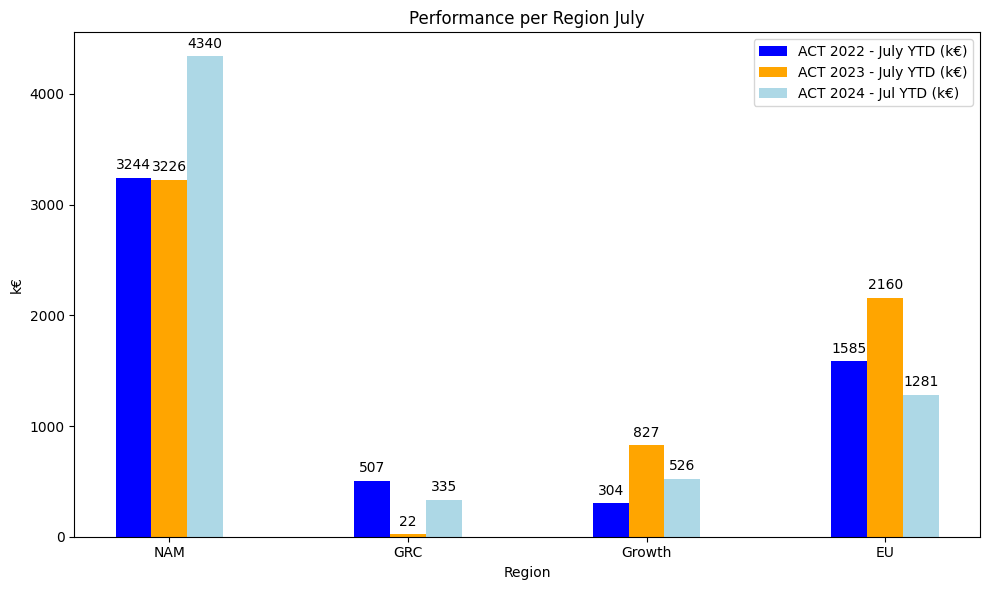 Performance per Region July
ACT 2022 - July YTD (k€)
ACT 2023 - July YTD (k€)
ACT 2024 - Jul YTD (k€)
k€
4000
3000
2000
1000
0
3244
3226
4340
507
22
335
304
827
526
1585
2160
1281
NAM
GRC
Growth
EU
Region